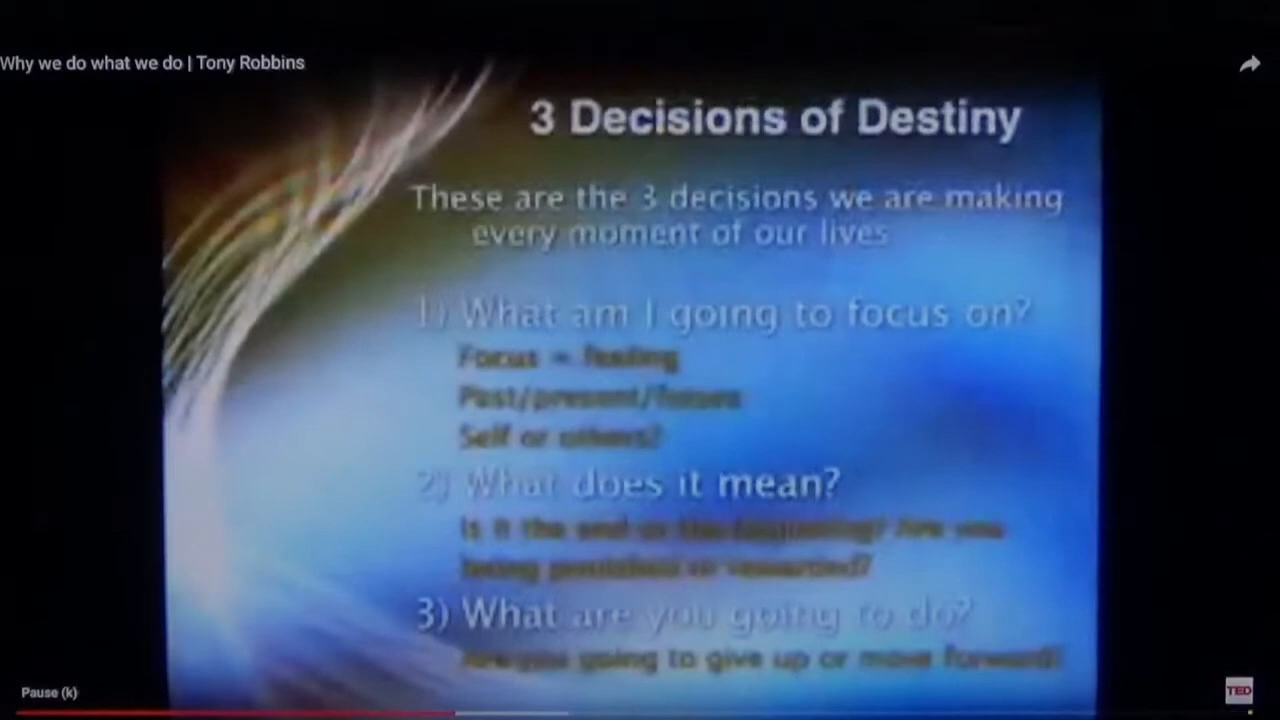 Why we do what we do | Tony Robbins
3 Decisions of Destiny
These are the 3 decisions we are making
every moment of our lives
1) What am I going to focus on?
Focus = feeling
Past/present/future
Self or others?
2) What does it mean?
Is it the end or the beginning? Are you
being punished or rewarded?
3) What are you going to do?
Are you going to give up or move forward?
Pause (k)
TED